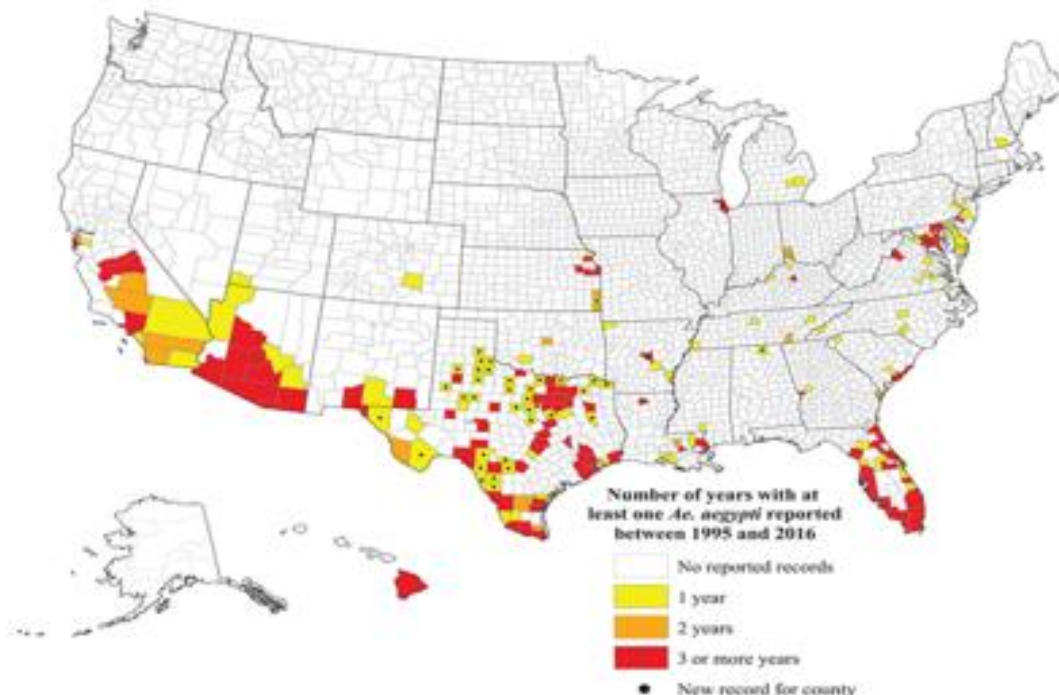 Number of years with at
least one Ae. aegypti reported
between 1995 and 2016
No reported records
1 year
2 years
3 or more years
New record for county